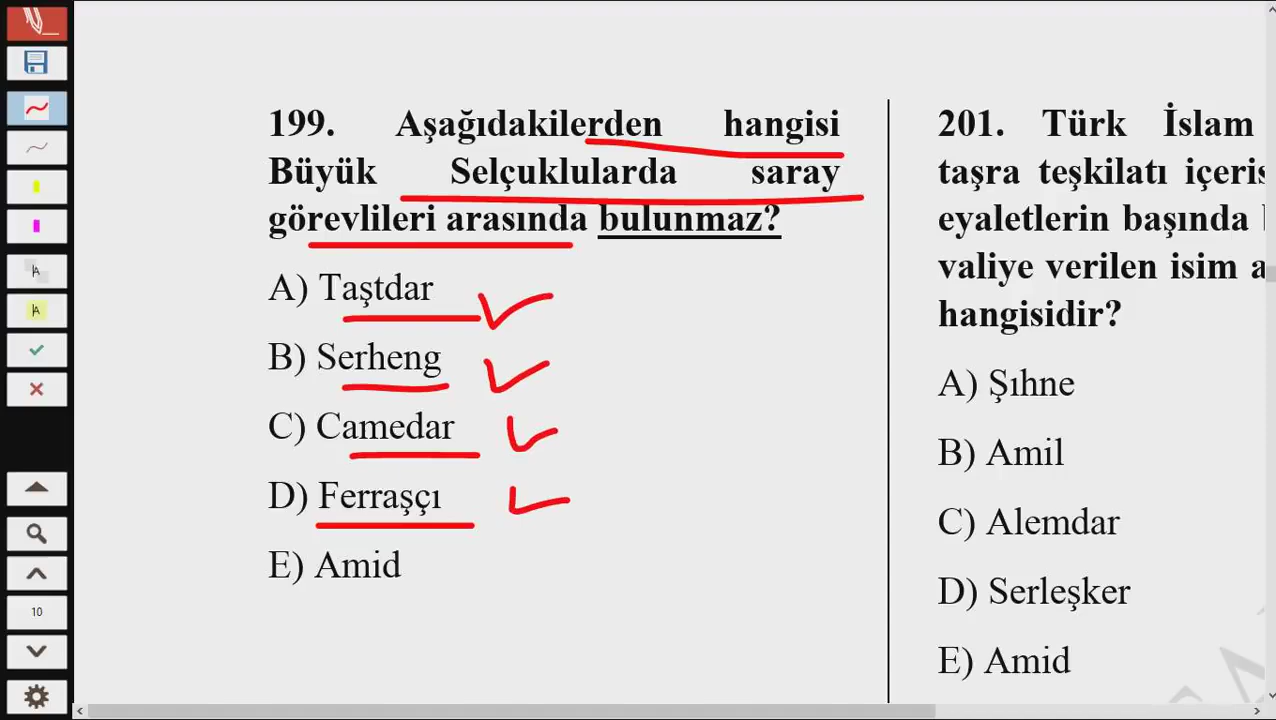 199. Aşağıdakilerden hangisi
Büyük Selçuklularda saray
görevlileri arasında bulunmaz?
A) Taştdar
B) Serheng
C) Camedar
D) Ferraşçı
E) Amid
201. Türk İslam
taşra teşkilatı içeris
eyaletlerin başında
valiye verilen isim a
hangisidir?
A) Şıhne
B) Amil
C) Alemdar
D) Serleşker
E) Amid
A
A
10